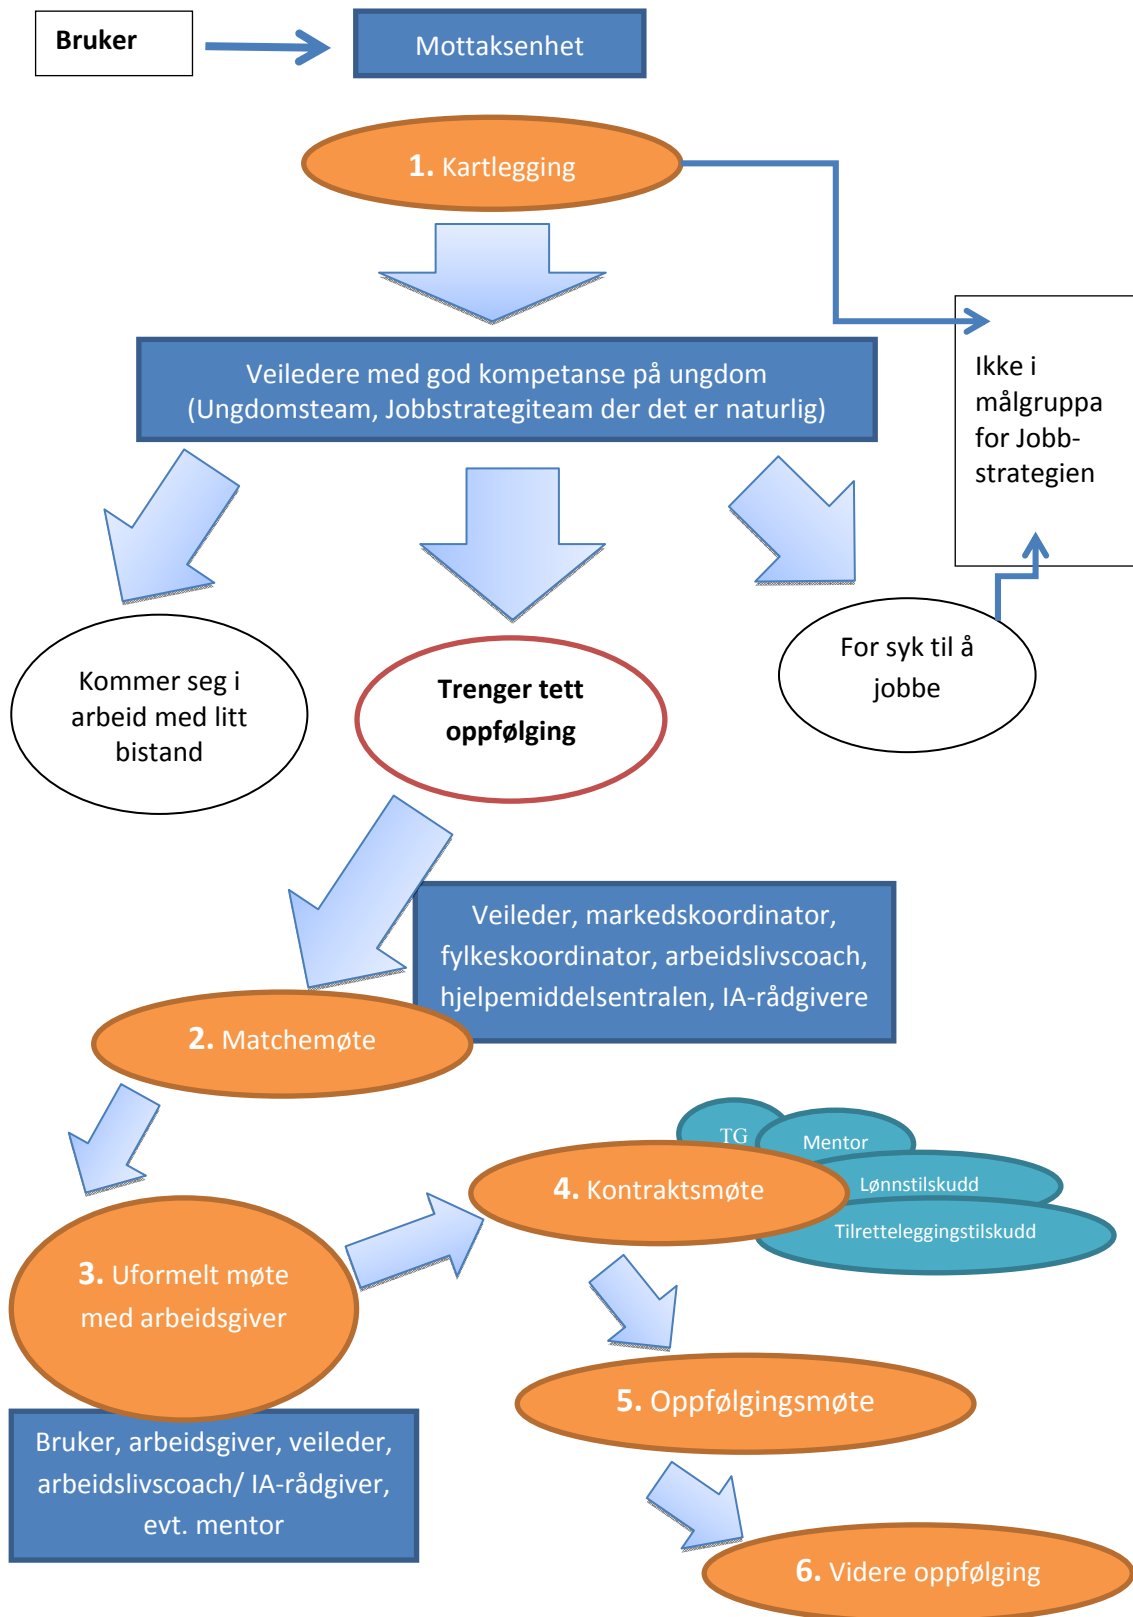 Bruker
Mottaksenhet
1. Kartlegging
Veiledere med god kompetanse på ungdom
(Ungdomsteam, Jobbstrategiteam der det er naturlig)
Ikke i
målgruppa
for Jobb-
strategien
Kommer seg i
arbeid med litt
bistand
Trenger tett
oppfølging
For syk til å
jobbe
Veileder, markedskoordinator,
fylkeskoordinator, arbeidslivscoach,
hjelpemiddelsentralen, IA-rådgivere
2. Matchemøte
TG
Mentor
Lønnstilskudd
Tilretteleggingstilskudd
4. Kontraktsmøte
3. Uformelt møte
med arbeidsgiver
5. Oppfølgingsmøte
Bruker, arbeidsgiver, veileder,
arbeidslivscoach/ IA-rådgiver,
evt. mentor
6. Videre oppfølging